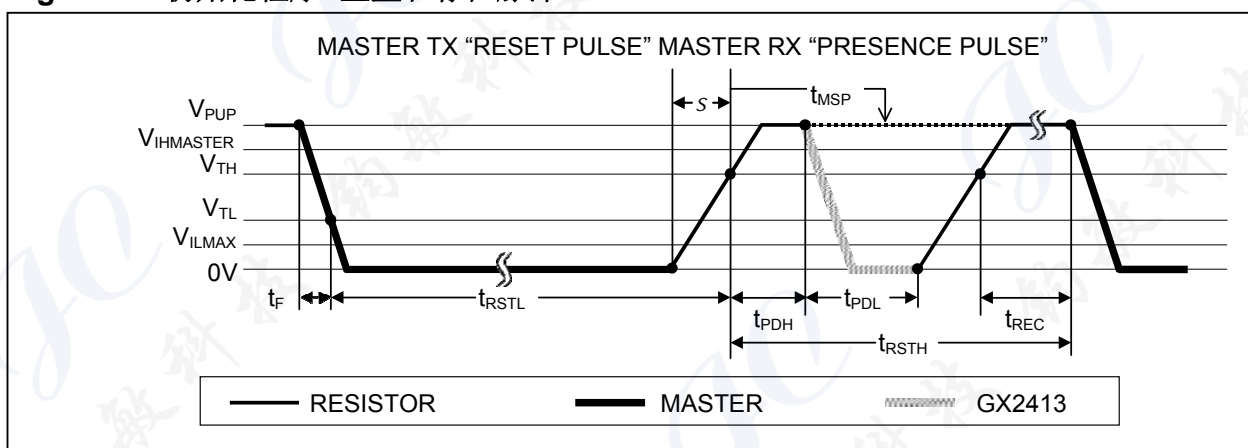 MASTER TX “RESET PULSE” MASTER RX “PRESENCE PULSE”
S
tMSP
VPUP
VIHMASTER
VTH
VTL
VILMAX
0V
tF
tRSTL
tPDH
tPDL
tREC
tRSTH
RESISTOR
MASTER
GX2413